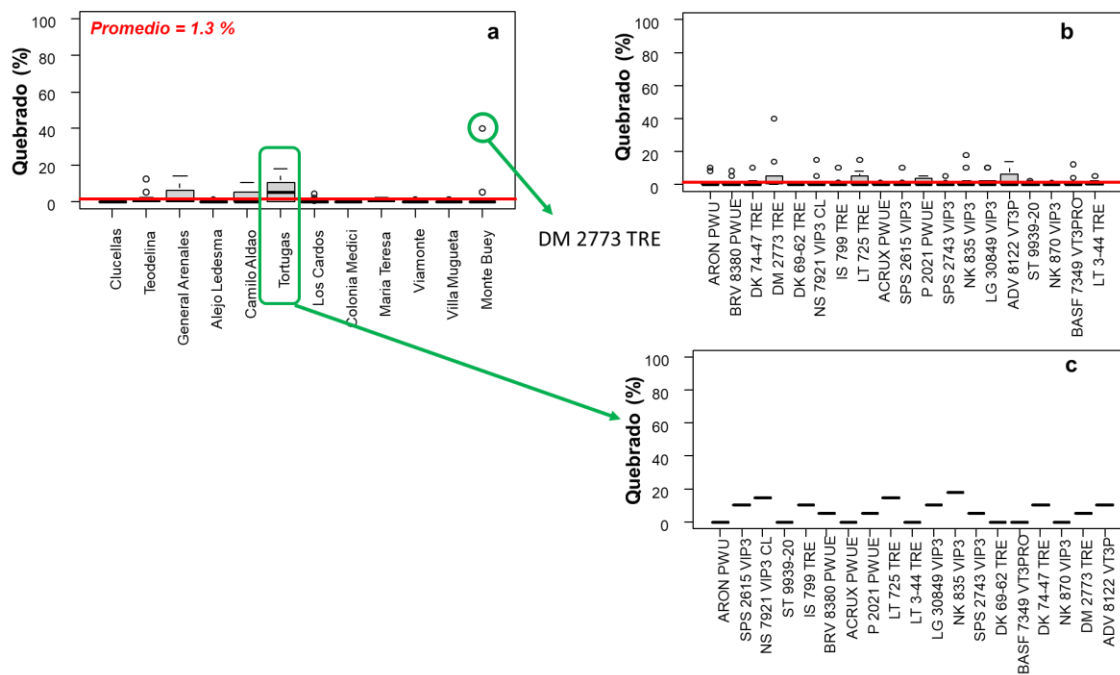 Promedio = 1.3 %
a
Quebrado (%)
100
80
60
40
20
0
Clucellas
Teodelina
General Arenales
Alejo Ledesma
Camilo Aldao
Tortugas
Los Cardos
Colonia Medici
Maria Teresa
Viamonte
Villa Mugueta
Monte Buey
DM 2773 TRE
b
Quebrado (%)
100
80
60
40
20
0
ARON PWU
BRV 8380 PWUE
DK 74-47 TRE
DM 2773 TRE
DK 69-62 TRE
NS 7921 VIP3 CL
IS 799 TRE
LT 725 TRE
ACRUX PWUE
SPS 2615 VIP3
P 2021 PWUE
SPS 2743 VIP3
NK 835 VIP3
LG 30849 VIP3
ADV 8122 VT3P
ST 9939-20
NK 870 VIP3
BASF 7349 VT3PRO
LT 3-44 TRE
c
Quebrado (%)
100
80
60
40
20
0
ARON PWU
SPS 2615 VIP3
NS 7921 VIP3 CL
ST 9939-20
IS 799 TRE
BRV 8380 PWUE
ACRUX PWUE
P 2021 PWUE
LT 725 TRE
LT 3-44 TRE
LG 30849 VIP3
NK 835 VIP3
SPS 2743 VIP3
DK 69-62 TRE
BASF 7349 VT3PRO
DK 74-47 TRE
NK 870 VIP3
DM 2773 TRE
ADV 8122 VT3P